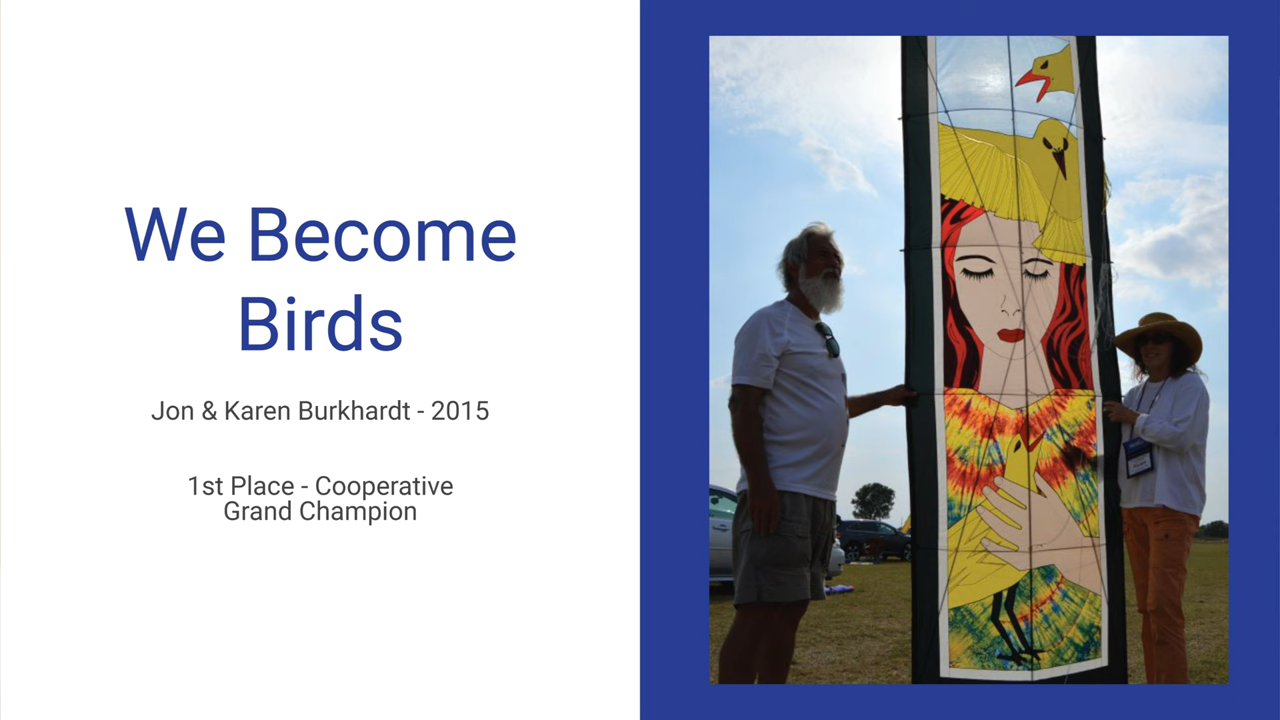 We Become
Birds
Jon & Karen Burkhardt - 2015
1st Place - Cooperative
Grand Champion